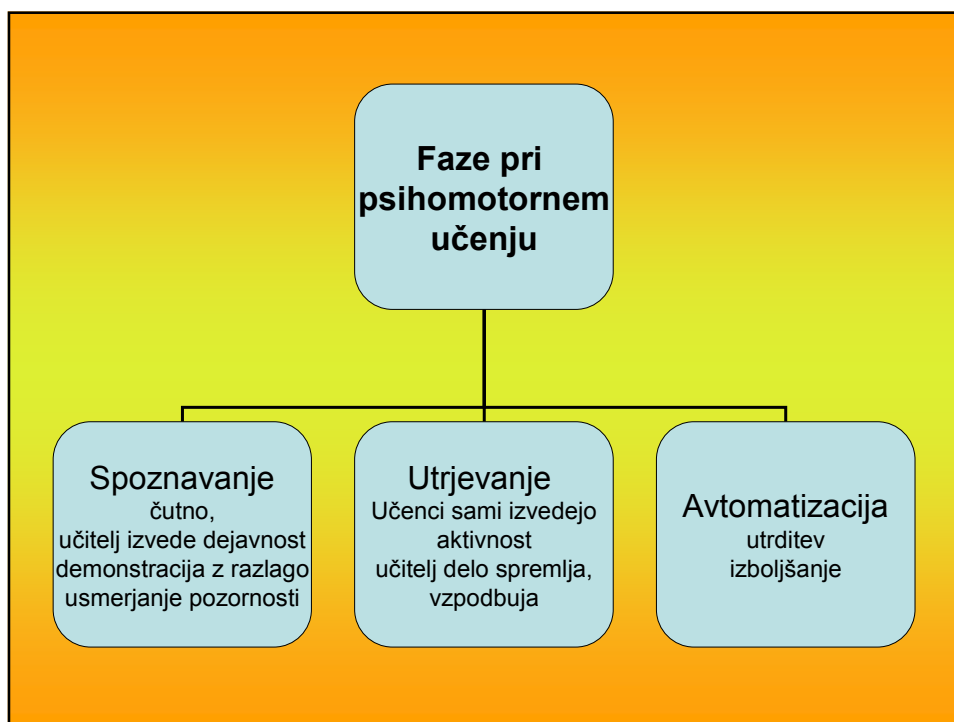 Faze pri
psihomotornem
učenju
Spoznavanje
čutno,
učitelj izvede dejavnost
demonstracija z razlago
usmerjanje pozornosti
Utrjevanje
Učenci sami izvedejo
aktivnost
učitelj delo spremlja,
vzpodbuja
Avtomatizacija
utrditev
izboljšanje